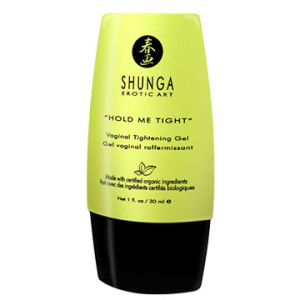 春画
SHUNGA
EROTIC ART
"HOLD ME TIGHT"
Vaginal Tightening Gel
Gel vaginal raffermissant
Made with certified organic ingredients
Fait avec des ingrédients certifiés biologiques
Net 1 fl. oz / 30 ml ℮